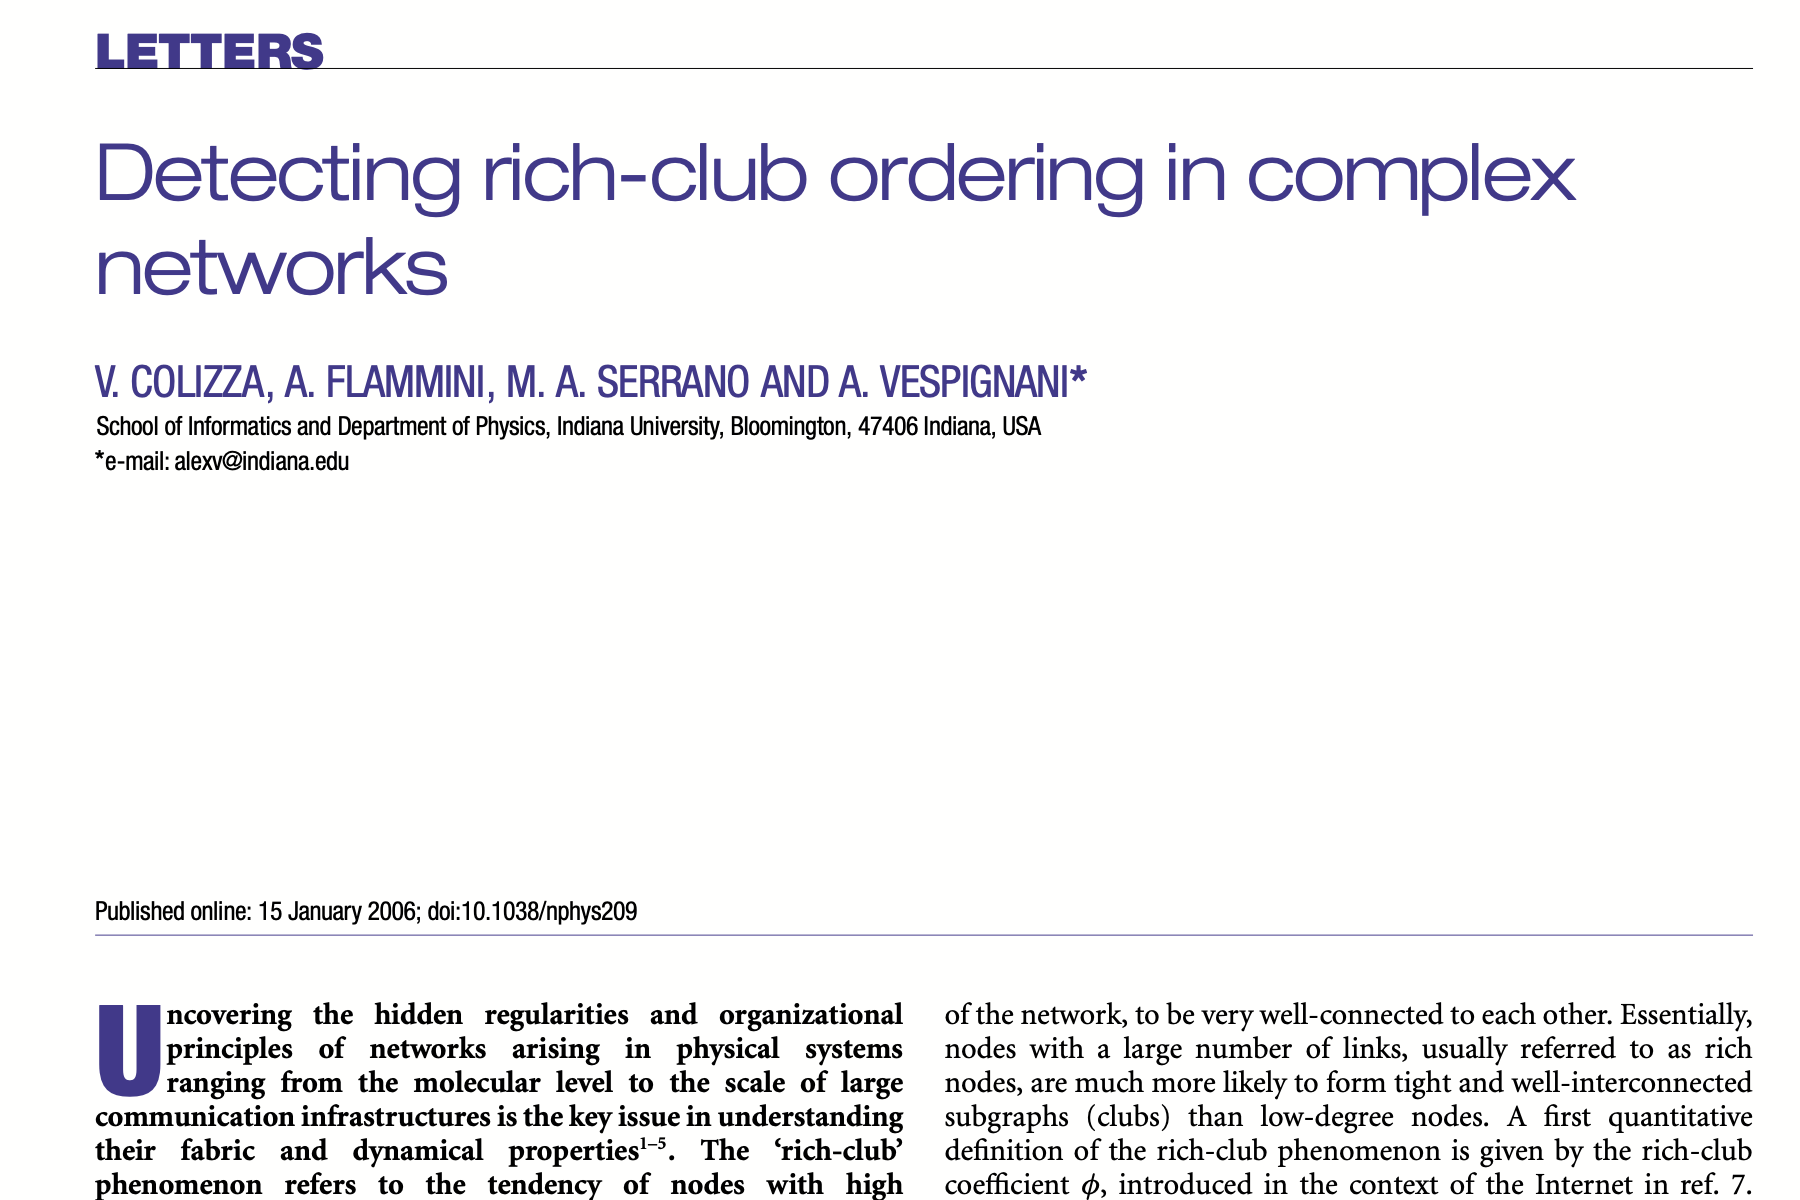 LETTERS
Detecting rich-club ordering in complex
networks
V. COLIZZA, A. FLAMMINI, M. A. SERRANO AND A. VESPIGNANI*
School of Informatics and Department of Physics, Indiana University, Bloomington, 47406 Indiana, USA
*e-mail: alexv@indiana.edu
Published online: 15 January 2006; doi:10.1038/nphys209
Uncovering the hidden regularities and organizational
principles of networks arising in physical systems
ranging from the molecular level to the scale of large
communication infrastructures is the key issue in understanding
their fabric and dynamical properties¹⁻⁵. The ‘rich-club’
phenomenon refers to the tendency of nodes with high
of the network, to be very well-connected to each other. Essentially,
nodes with a large number of links, usually referred to as rich
nodes, are much more likely to form tight and well-interconnected
subgraphs (clubs) than low-degree nodes. A first quantitative
definition of the rich-club phenomenon is given by the rich-club
coefficient ϕ, introduced in the context of the Internet in ref. 7.